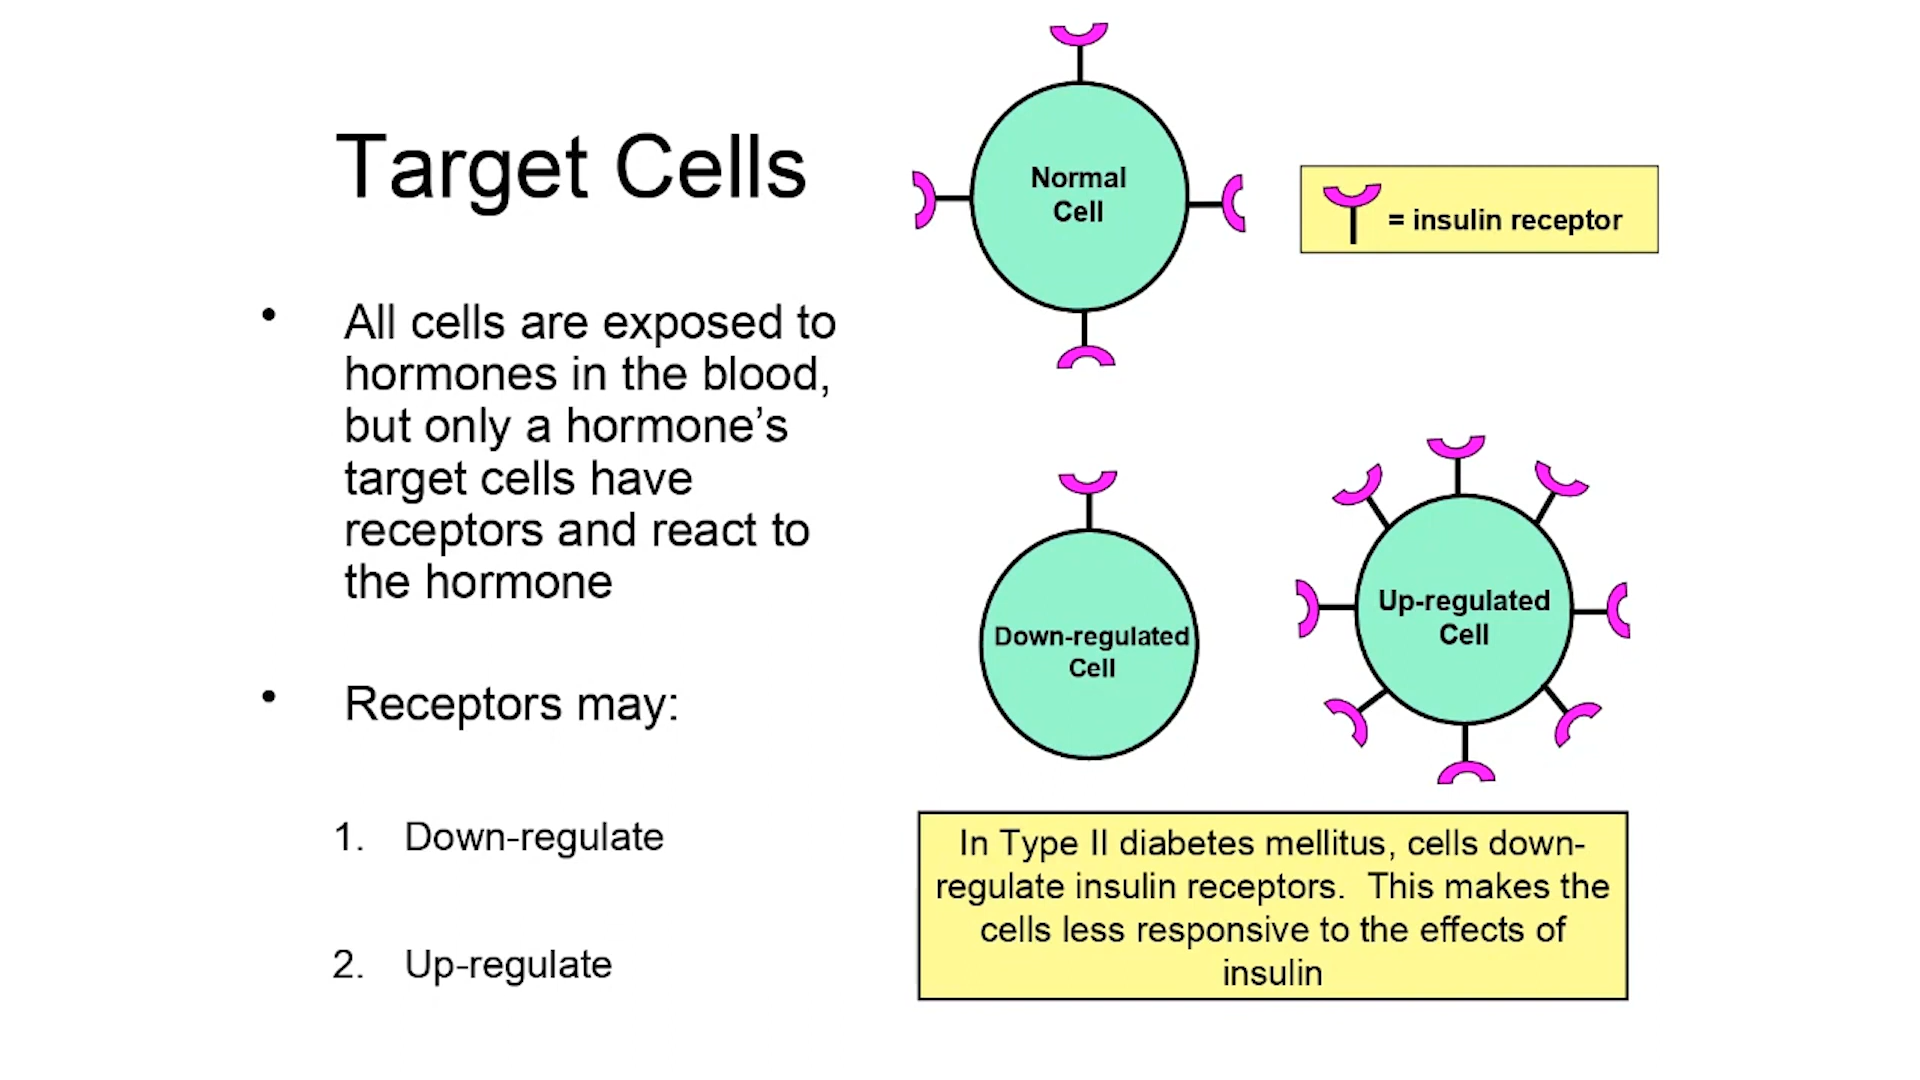 Target Cells
• All cells are exposed to
hormones in the blood,
but only a hormone’s
target cells have
receptors and react to
the hormone
• Receptors may:
1. Down-regulate
2. Up-regulate
Normal
Cell
= insulin receptor
Down-regulated
Cell
Up-regulated
Cell
In Type II diabetes mellitus, cells down-
regulate insulin receptors. This makes the
cells less responsive to the effects of
insulin